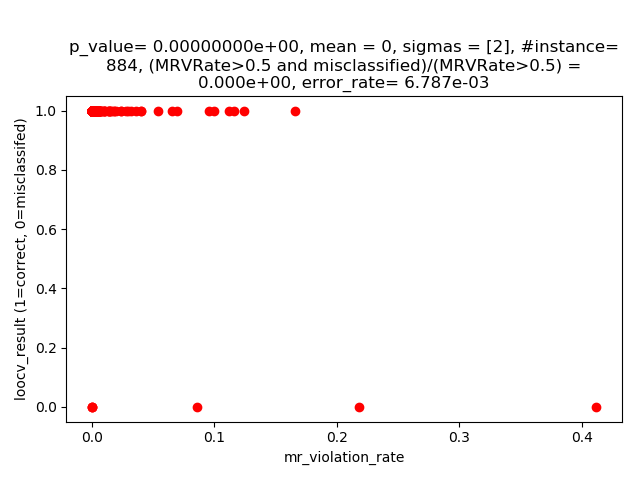 p_value= 0.00000000e+00, mean = 0, sigmas = [2], #instance=
884, (MRVRate>0.5 and misclassified)/(MRVRate>0.5) =
0.000e+00, error_rate= 6.787e-03
loocv_result (1=correct, 0=misclassifed)
1.0
0.8
0.6
0.4
0.2
0.0
0.0
0.1
0.2
0.3
0.4
mr_violation_rate